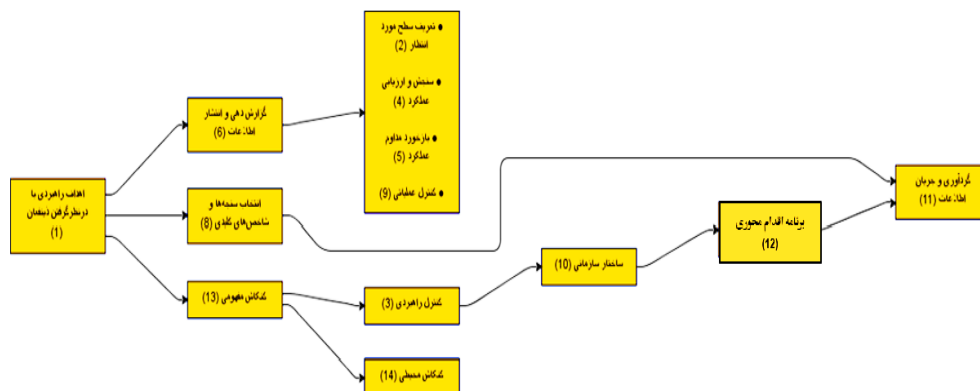 ● تعریف سطح مورد
انتظار (2)
● سنجش و ارزیابی
عملکرد (4)
● بازخورد مداوم
عملکرد (5)
● کنترل عملیاتی (9)
گزارش دهی و انتشار
اطلاعات (6)
گردآوری و جریان
اطلاعات (11)
اهداف راهبردی با
درنظرگرفتن ذینفعان
(1)
انتخاب سنجه‌ها و
شاخص‌های کلیدی (8)
برنامه اقدام محوری
(12)
ساختار سازمانی (10)
کنکاش مفهومی (13)
کنترل راهبردی (3)
کنکاش محیطی (14)